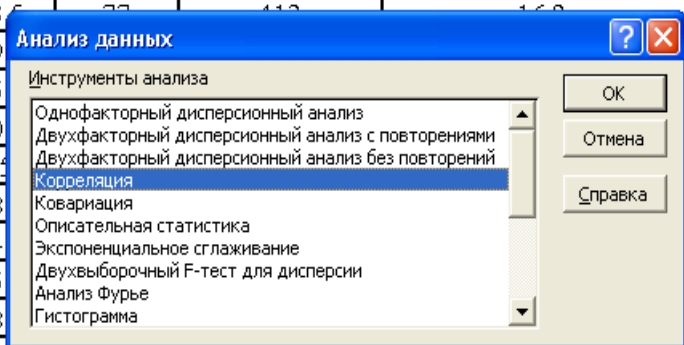 Анализ данных
Инструменты анализа
Однофакторный дисперсионный анализ
Двухфакторный дисперсионный анализ с повторениями
Двухфакторный дисперсионный анализ без повторений
Корреляция
Ковариация
Описательная статистика
Экспоненциальное сглаживание
Двухвыборочный F-тест для дисперсии
Анализ Фурье
Гистограмма
ОК
Отмена
Справка